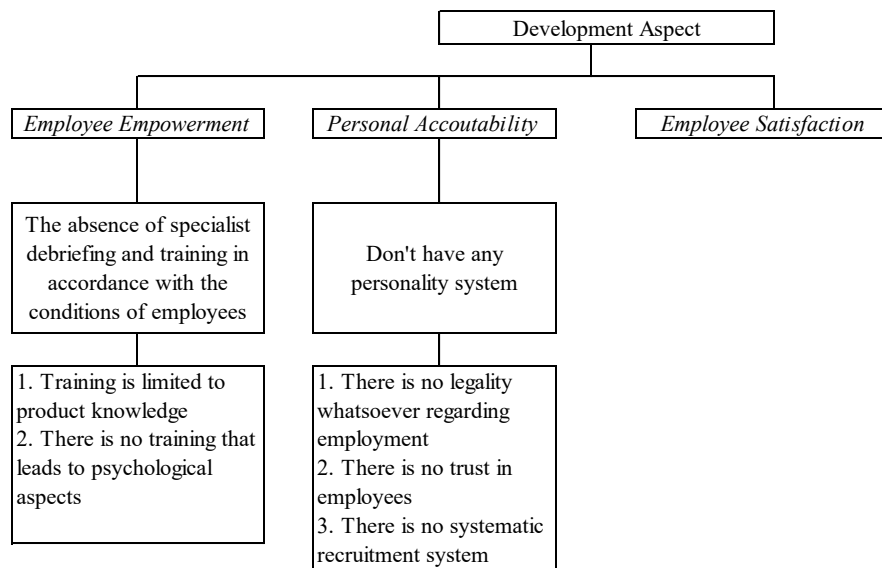 Development Aspect
Employee Empowerment
Personal Accoutability
Employee Satisfaction
The absence of specialist
debriefing and training in
accordance with the
conditions of employees
Don't have any
personality system
1. Training is limited to
product knowledge
2. There is no training that
leads to psychological
aspects
1. There is no legality
whatsoever regarding
employment
2. There is no trust in
employees
3. There is no systematic
recruitment system